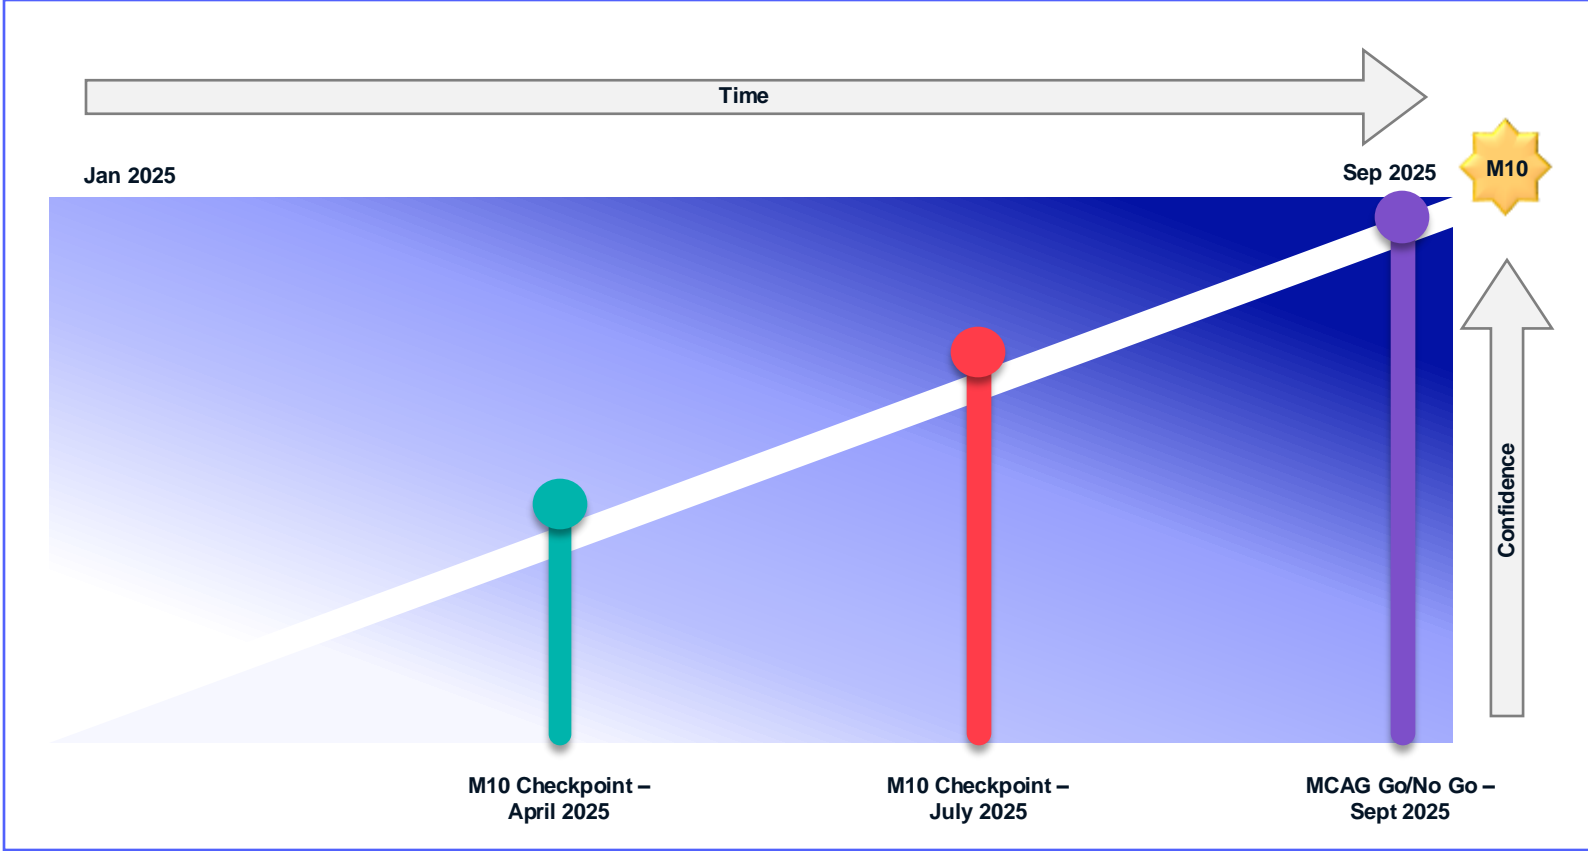 Time
Jan 2025
Sep 2025
M10
Confidence
M10 Checkpoint –
April 2025
M10 Checkpoint –
July 2025
MCAG Go/No Go –
Sept 2025